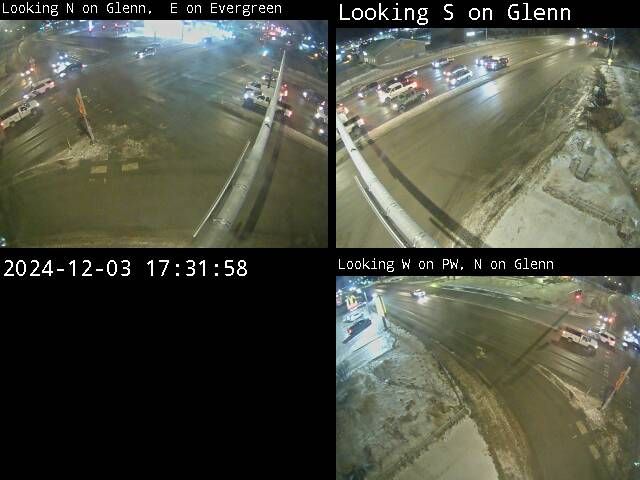 Looking N on Glenn,  E on Evergreen
Looking S on Glenn
2024-12-03 17:31:58
Looking W on PW, N on Glenn